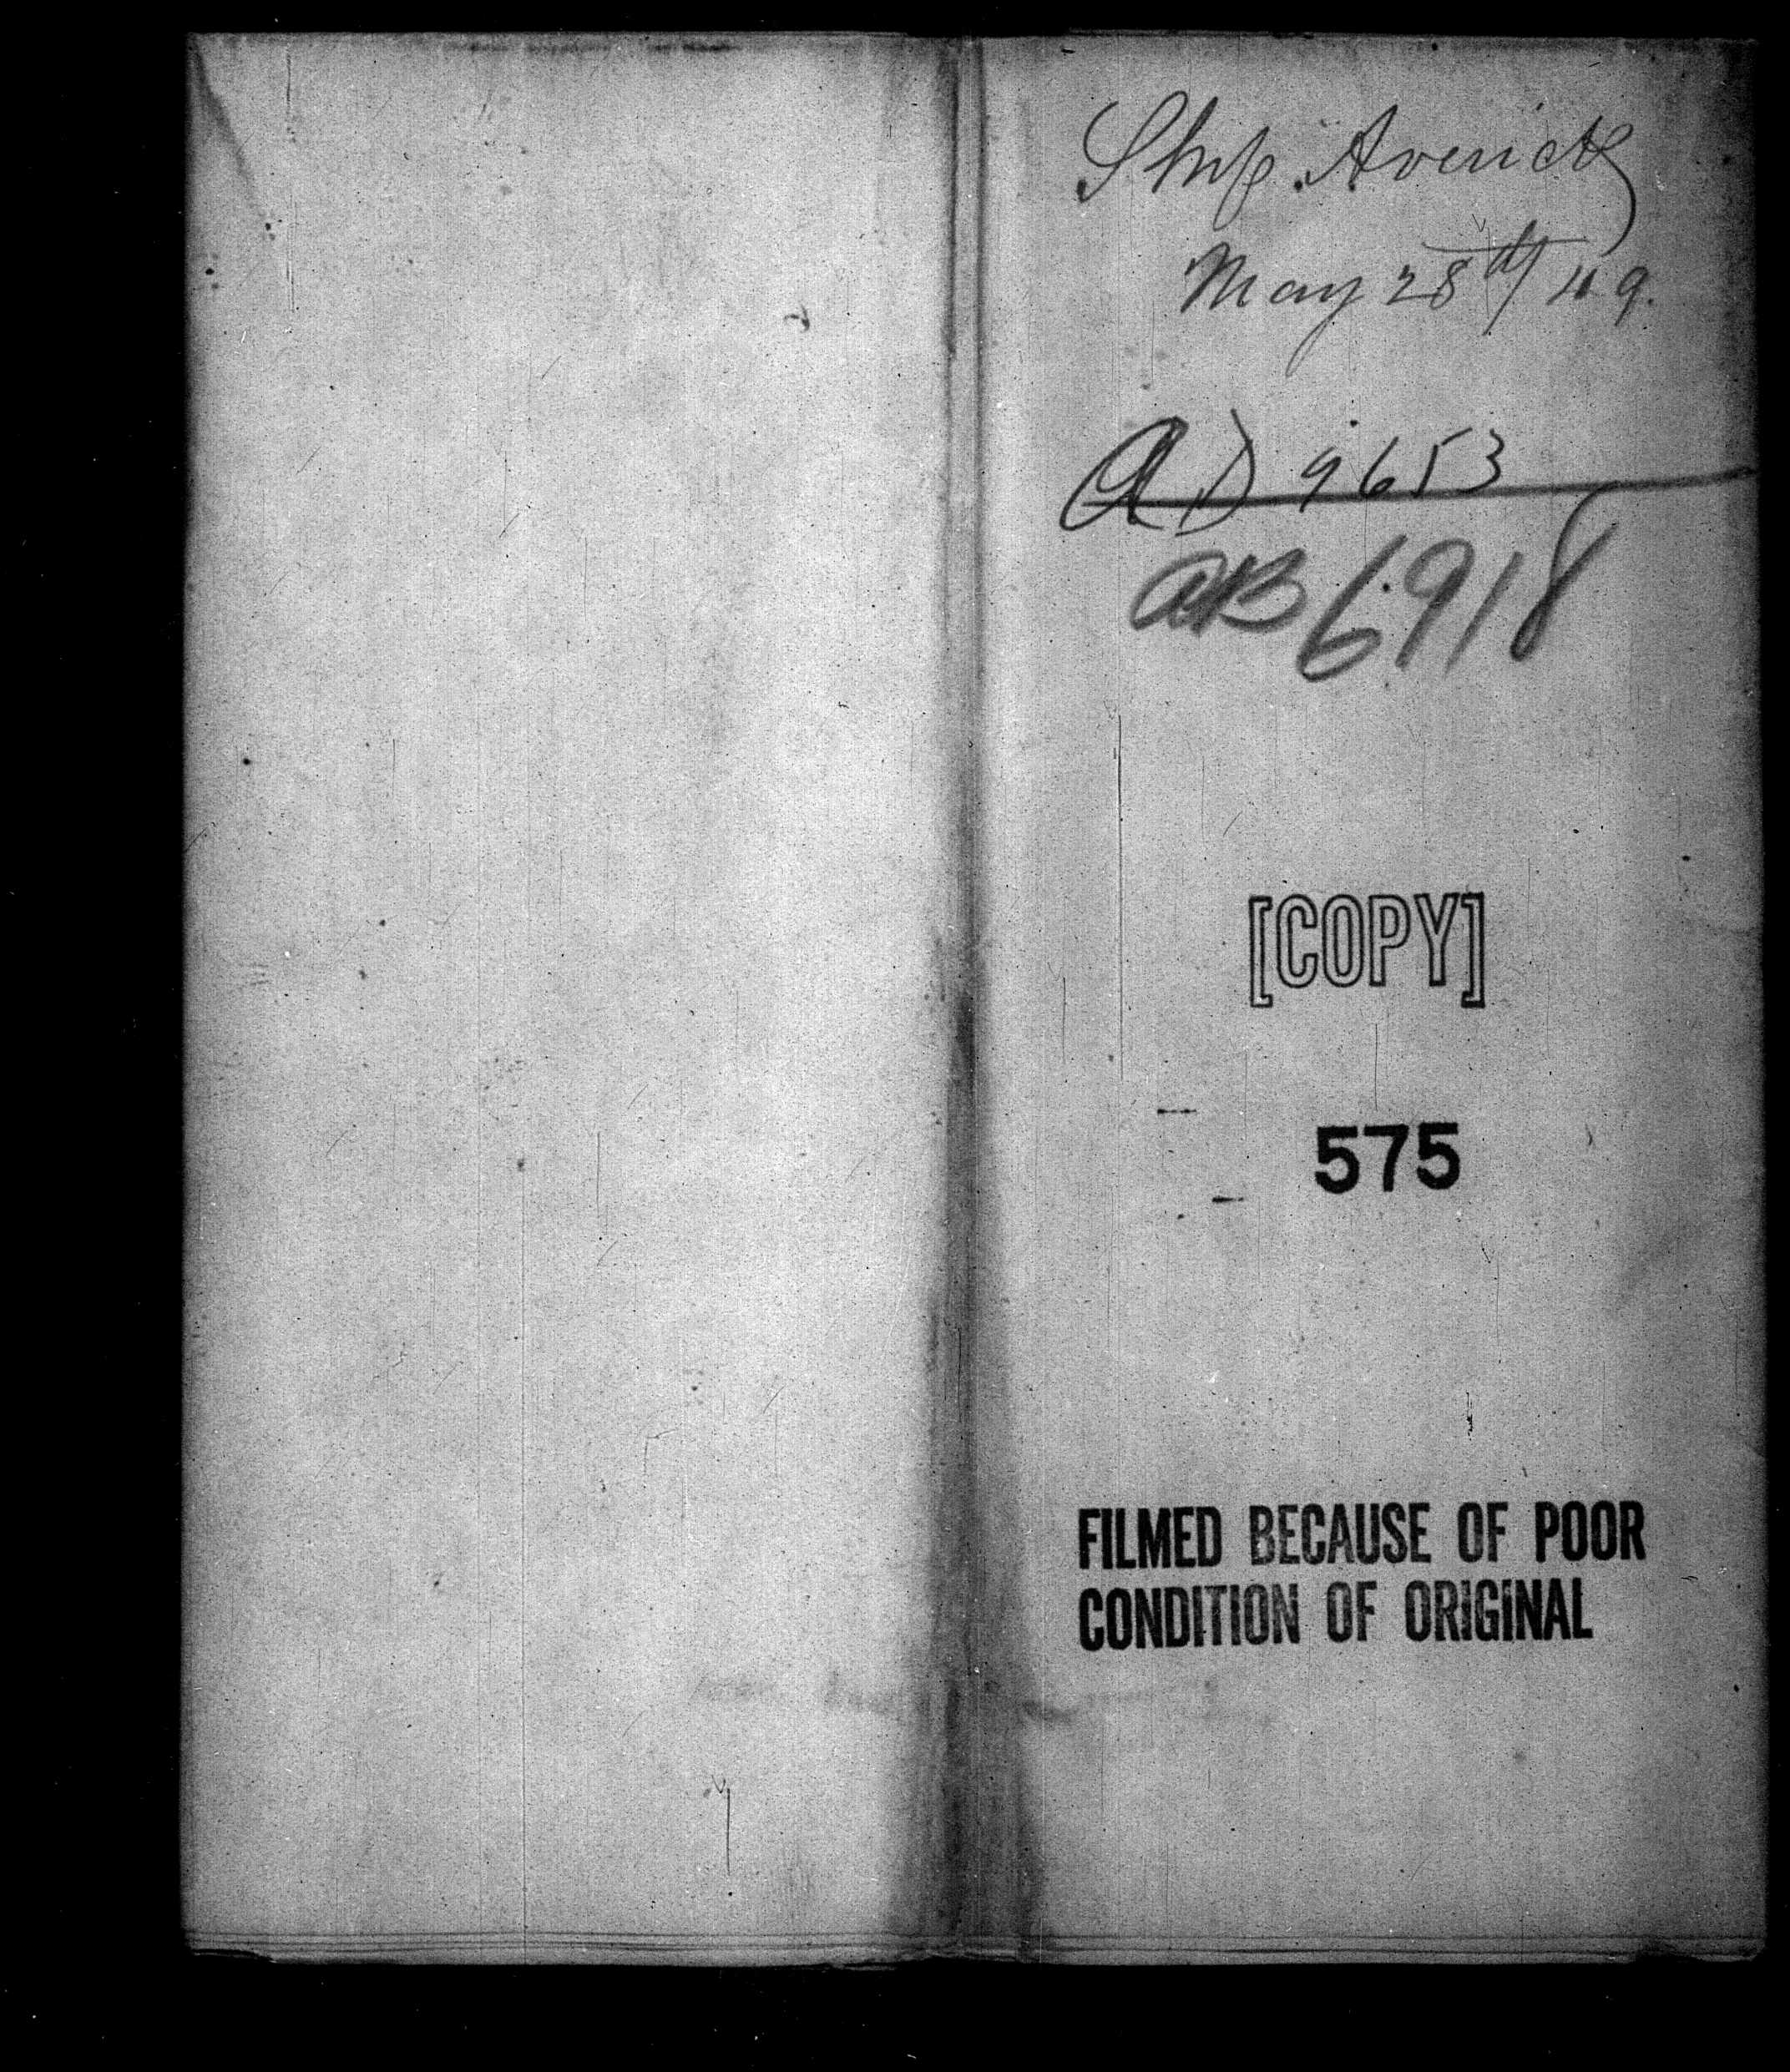 Ship Averick
May 28th/49.
AD 9653
AB 6918
[COPY]
575
FILMED BECAUSE OF POOR
CONDITION OF ORIGINAL